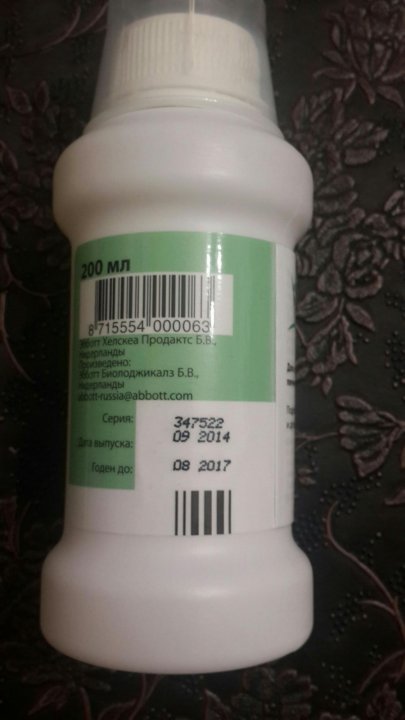 200 мл
8 715554 000063
Эбботт Хелскеа Продактс Б.В.,
Нидерланды
Произведено:
Эбботт Биолоджикалз Б.В.,
Нидерланды
abbott-russia@abbott.com
Серия: 347522
Дата выпуска: 09 2014
Годен до: 08 2017